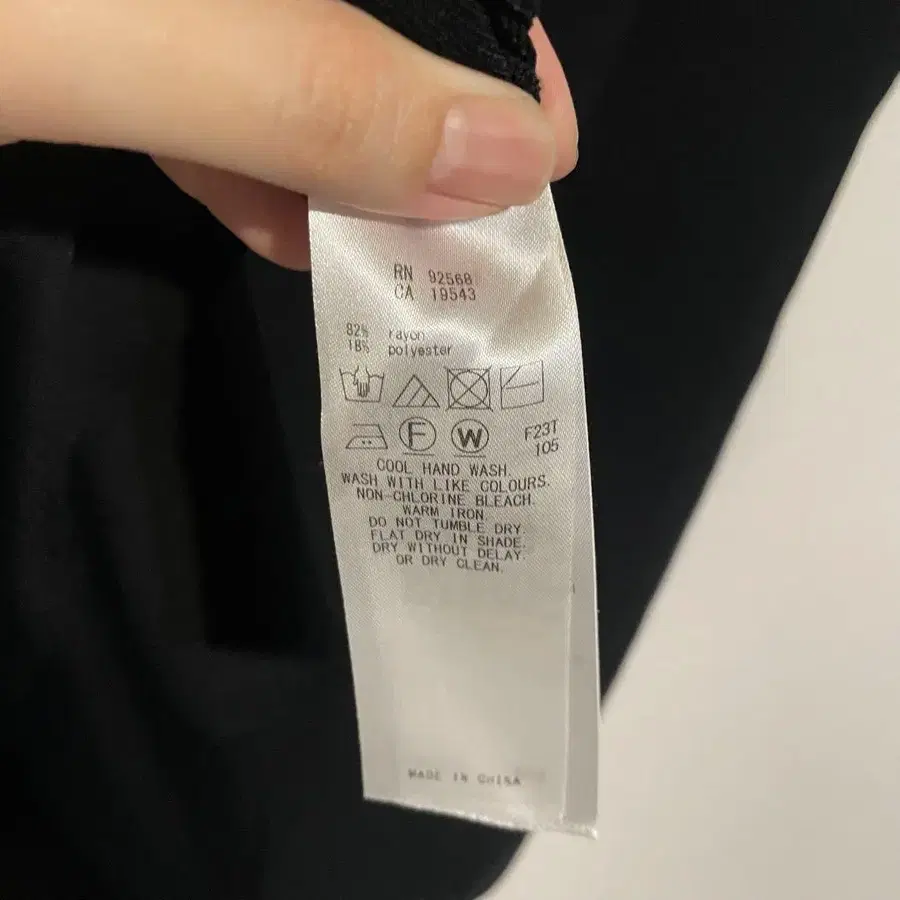 RN 92568
CA 19543
82% rayon
18% polyester
F W F23T
105
COOL HAND WASH.
WASH WITH LIKE COLOURS.
NON-CHLORINE BLEACH.
WARM IRON.
DO NOT TUMBLE DRY.
FLAT DRY IN SHADE.
DRY WITHOUT DELAY.
OR DRY CLEAN.
MADE IN CHINA